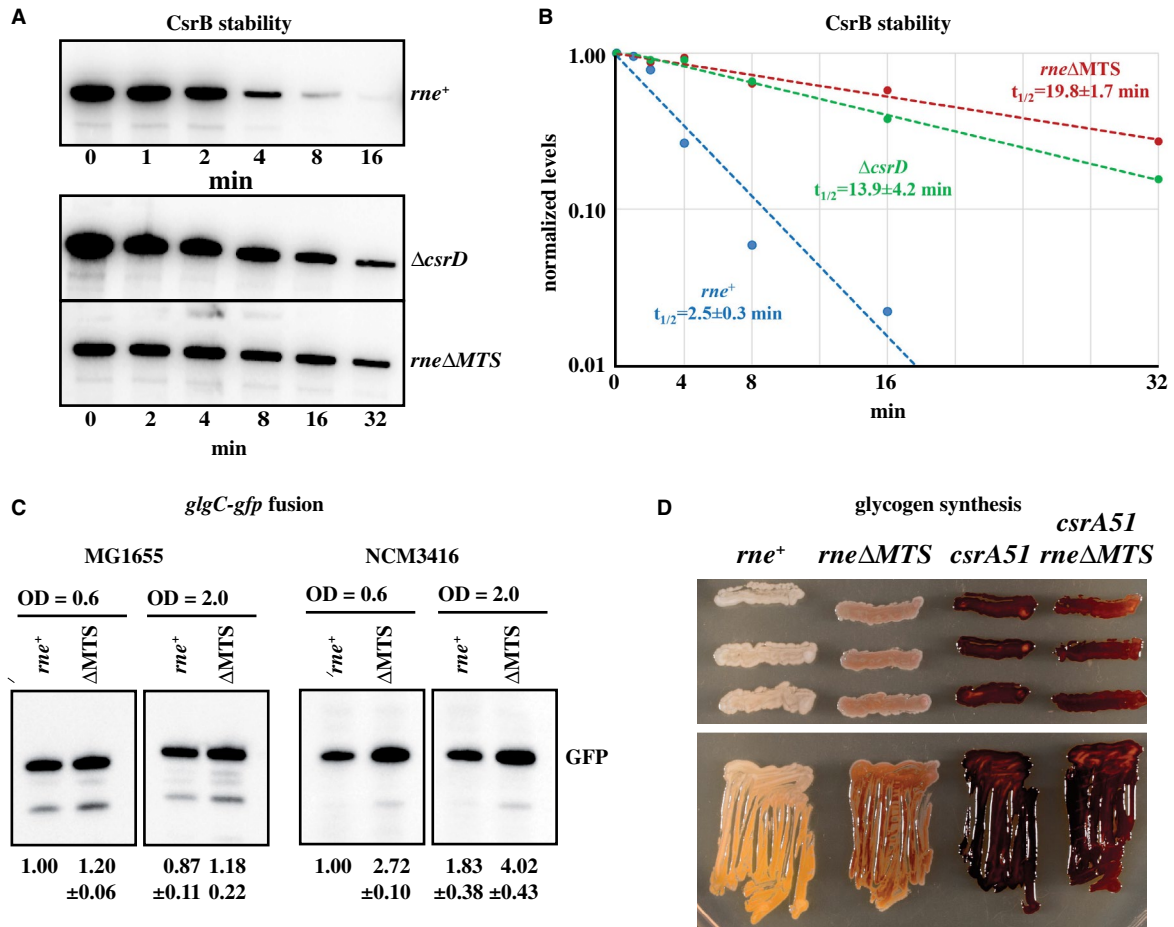 A
CsrB stability
rne⁺
0 1 2 4 8 16
min
ΔcsrD
rneΔMTS
0 2 4 8 16 32
min
B
CsrB stability
normalized levels
1.00
0.10
0.01
rneΔMTS
t₁/₂=19.8±1.7 min
ΔcsrD
t₁/₂=13.9±4.2 min
rne⁺
t₁/₂=2.5±0.3 min
0 4 8 16 32
min
C
glgC-gfp fusion
MG1655 NCM3416
OD = 0.6 OD = 2.0 OD = 0.6 OD = 2.0
rne⁺ ΔMTS rne⁺ ΔMTS ′rne⁺ ΔMTS rne⁺ ΔMTS
GFP
1.00 1.20 0.87 1.18 1.00 2.72 1.83 4.02
±0.06 ±0.11 0.22 ±0.10 ±0.38 ±0.43
D
glycogen synthesis
csrA51
rne⁺ rneΔMTS csrA51 rneΔMTS